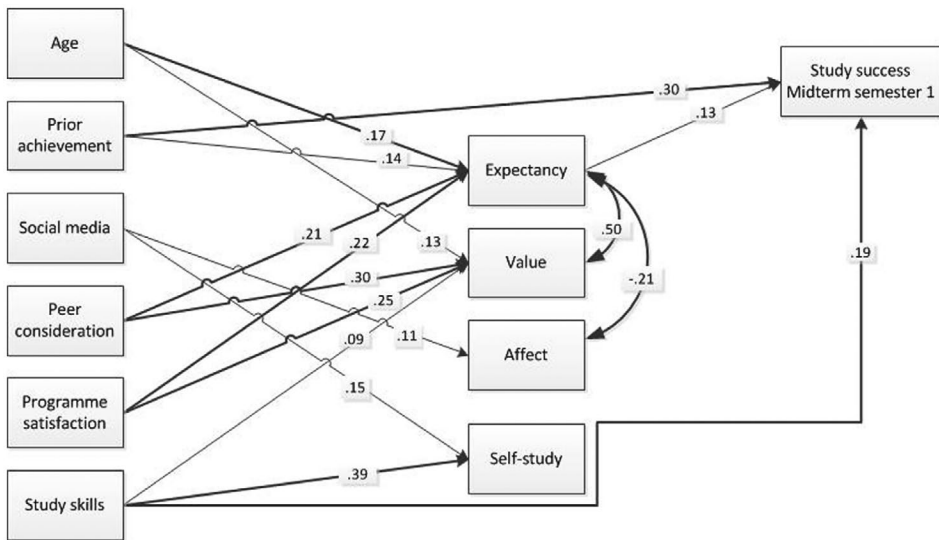 Age
Study success
Midterm semester 1
.30
.13
Prior
achievement
.17
.14
Expectancy
Social media
.21
.22
.13
Value
.50
.19
-.21
Peer
consideration
.30
.25
.09
.11
Affect
Programme
satisfaction
.15
.39
Self-study
Study skills